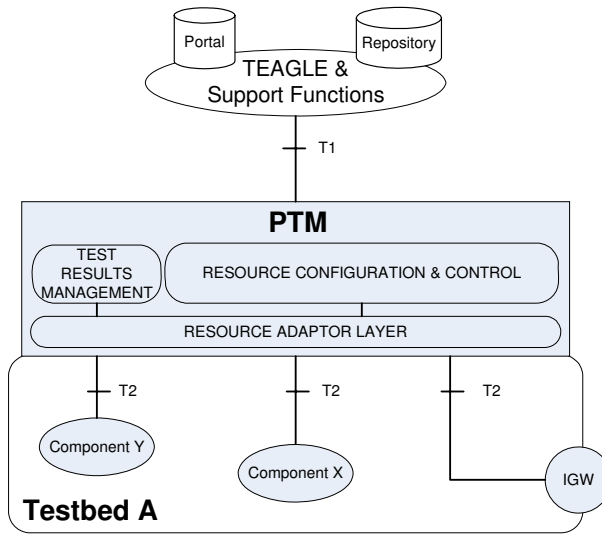 Portal
Repository
TEAGLE &
Support Functions
T1
PTM
TEST
RESULTS
MANAGEMENT
RESOURCE CONFIGURATION & CONTROL
RESOURCE ADAPTOR LAYER
T2
T2
T2
Component Y
Component X
IGW
Testbed A